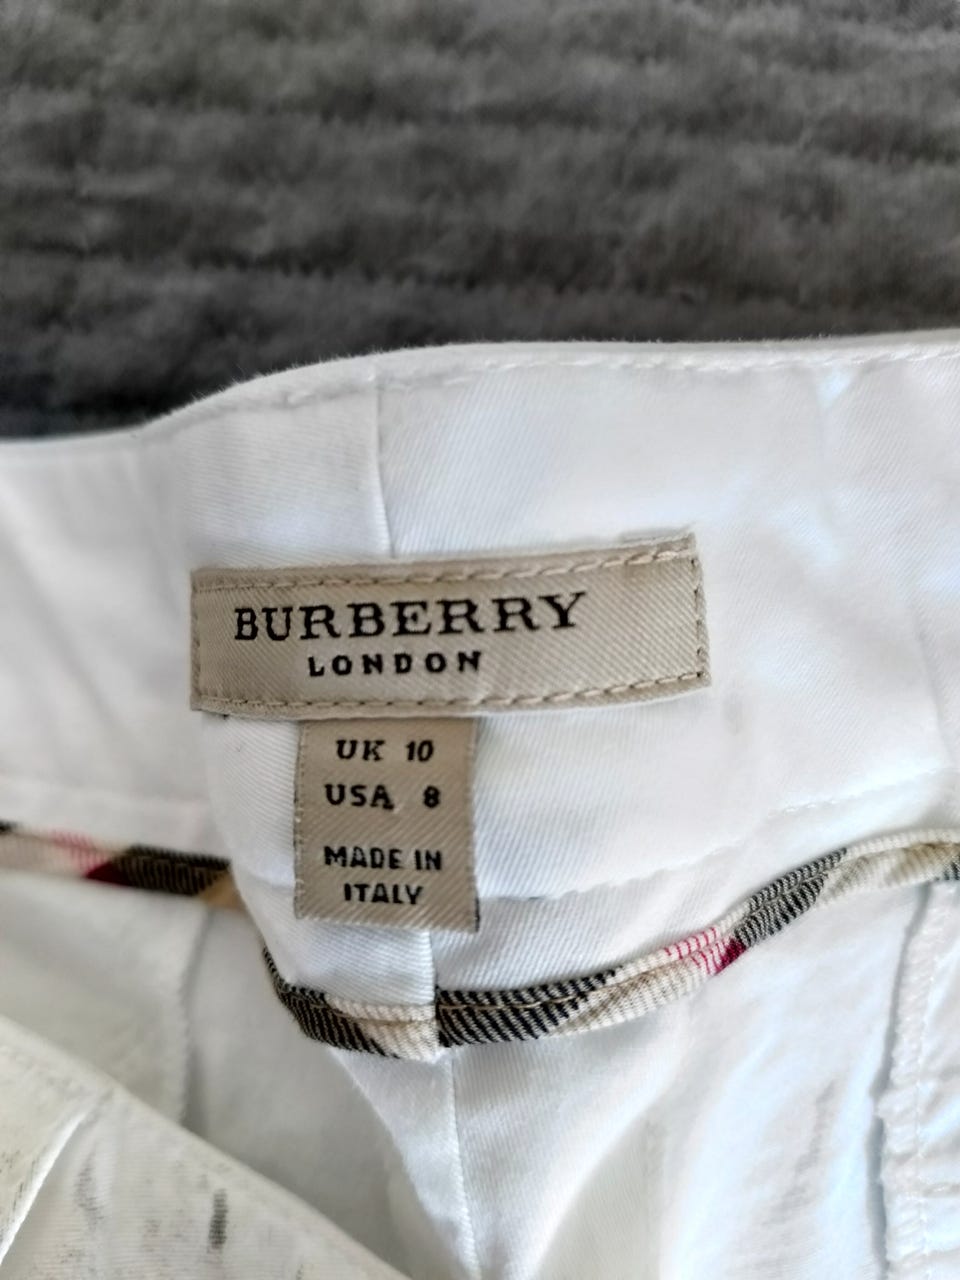 BURBERRY
LONDON
UK 10
USA 8
MADE IN
ITALY